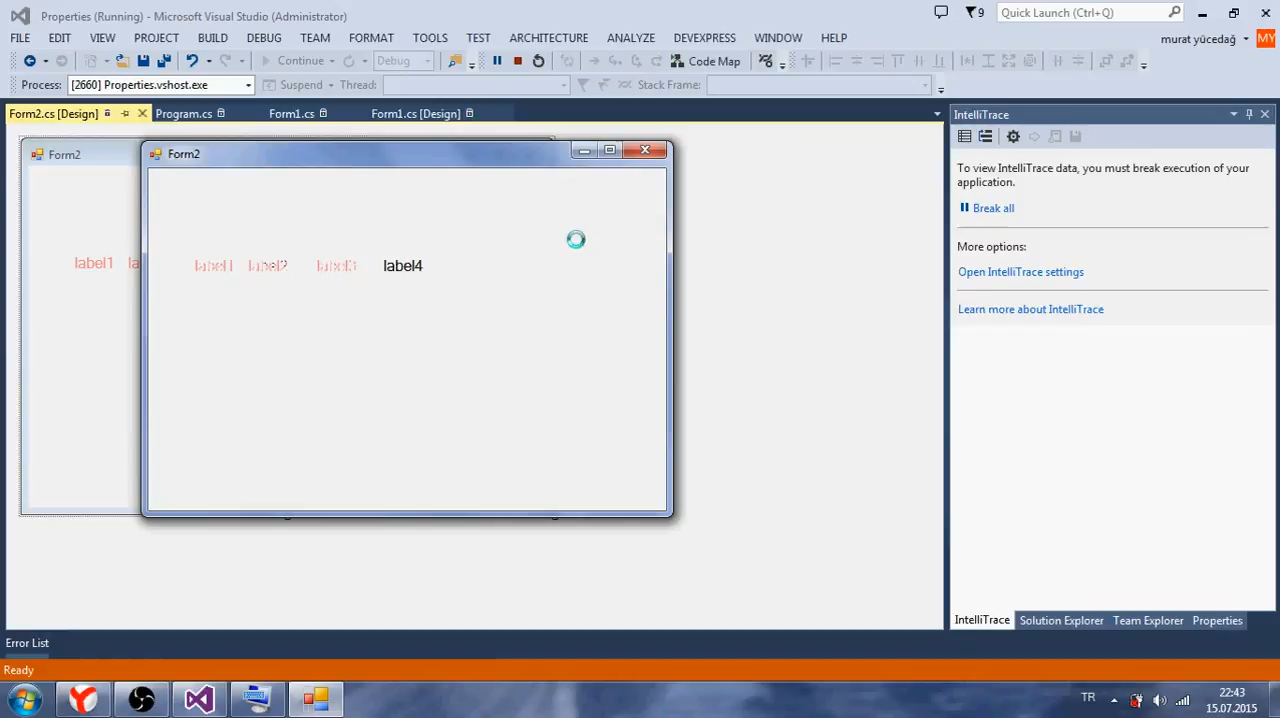 Properties (Running) - Microsoft Visual Studio (Administrator)
9
Quick Launch (Ctrl+Q)
FILE EDIT VIEW PROJECT BUILD DEBUG TEAM FORMAT TOOLS TEST ARCHITECTURE ANALYZE DEVEXPRESS WINDOW HELP
murat yücedağ MY
Continue Debug Code Map
Process: [2660] Properties.vshost.exe Suspend Thread: Stack Frame:
Form2.cs [Design] Program.cs Form1.cs Form1.cs [Design]
IntelliTrace
Form2
Form2
To view IntelliTrace data, you must break execution of your
application.
Break all
More options:
Open IntelliTrace settings
Learn more about IntelliTrace
label1 la
label1 label2 label3 label4
IntelliTrace Solution Explorer Team Explorer Properties
Error List
Ready
TR
22:43
15.07.2015